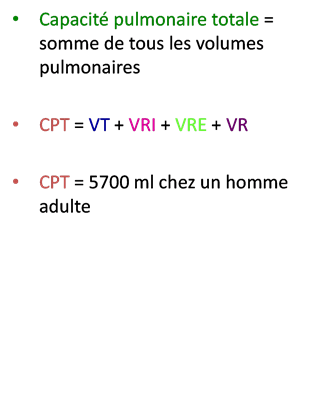 • Capacité pulmonaire totale =
somme de tous les volumes
pulmonaires
• CPT = VT + VRI + VRE + VR
• CPT = 5700 ml chez un homme
adulte